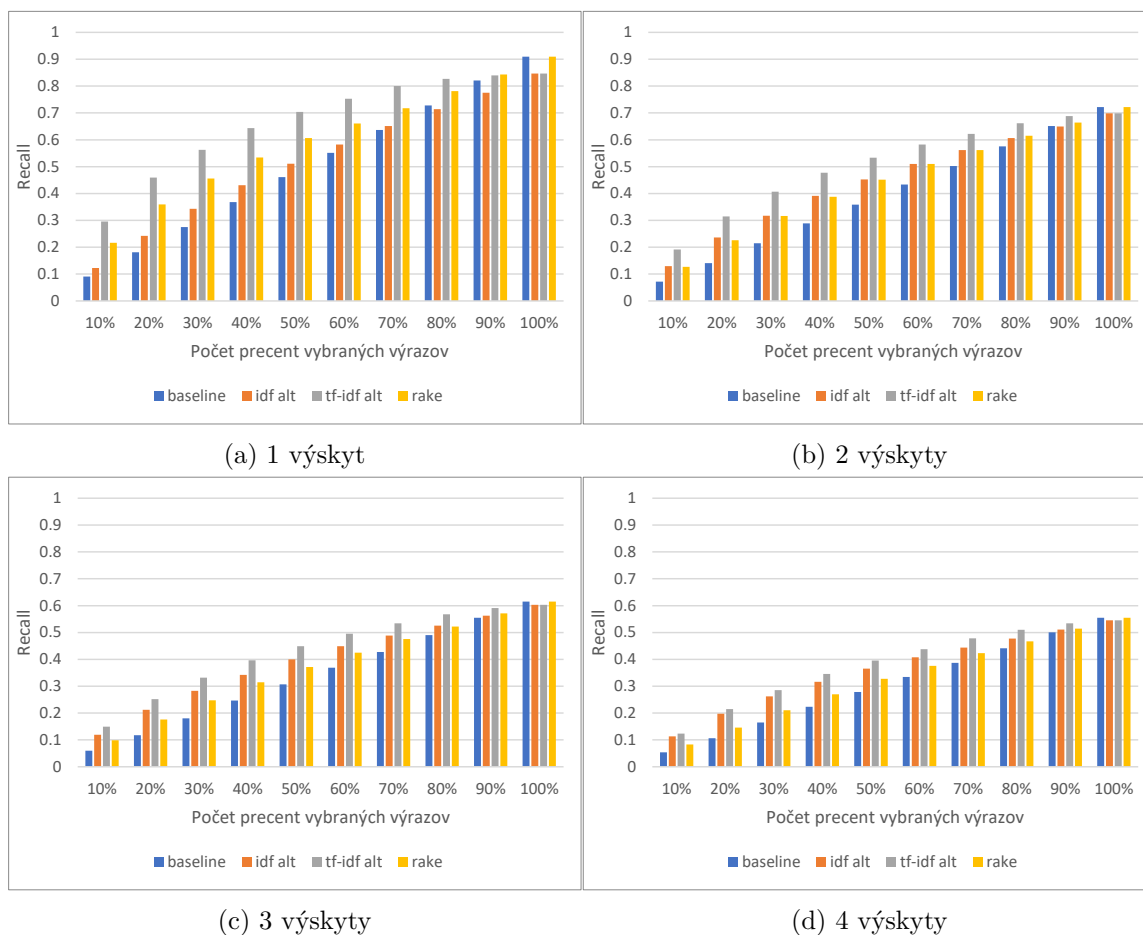 1
0.9
0.8
0.7
0.6
0.5
0.4
0.3
0.2
0.1
0
Recall
10% 20% 30% 40% 50% 60% 70% 80% 90% 100%
Počet precent vybraných výrazov
baseline idf alt tf-idf alt rake
(a) 1 výskyt
1
0.9
0.8
0.7
0.6
0.5
0.4
0.3
0.2
0.1
0
Recall
10% 20% 30% 40% 50% 60% 70% 80% 90% 100%
Počet precent vybraných výrazov
baseline idf alt tf-idf alt rake
(b) 2 výskyty
1
0.9
0.8
0.7
0.6
0.5
0.4
0.3
0.2
0.1
0
Recall
10% 20% 30% 40% 50% 60% 70% 80% 90% 100%
Počet precent vybraných výrazov
baseline idf alt tf-idf alt rake
(c) 3 výskyty
1
0.9
0.8
0.7
0.6
0.5
0.4
0.3
0.2
0.1
0
Recall
10% 20% 30% 40% 50% 60% 70% 80% 90% 100%
Počet precent vybraných výrazov
baseline idf alt tf-idf alt rake
(d) 4 výskyty